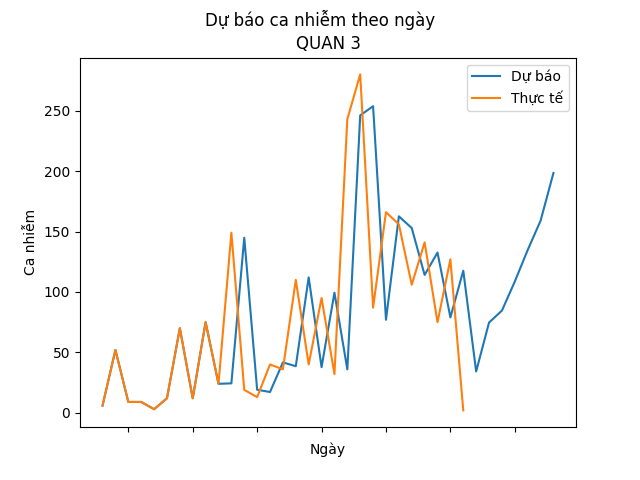 Dự báo ca nhiễm theo ngày
QUAN 3
Dự báo
Thực tế
250
200
150
100
50
0
Ca nhiễm
Ngày